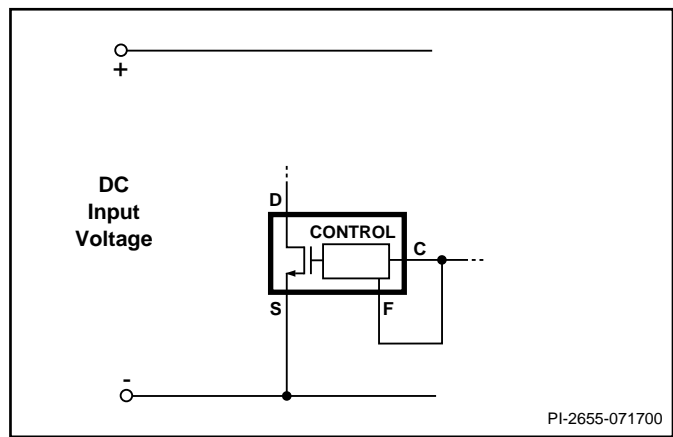 +
DC
Input
Voltage
D
CONTROL
C
S
F
-
PI-2655-071700